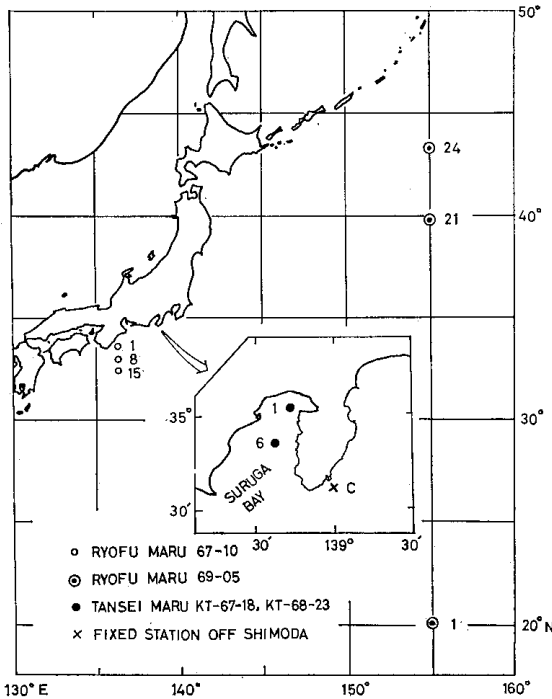 50°
24
21
40°
1
8
15
35°
1
6
SURUGA
BAY
C
30′
30′
139°
30′
30°
○ RYOFU MARU 67-10
◉ RYOFU MARU 69-05
● TANSEI MARU KT-67-18, KT-68-23
× FIXED STATION OFF SHIMODA
1
20°N
130°E
140°
150°
160°